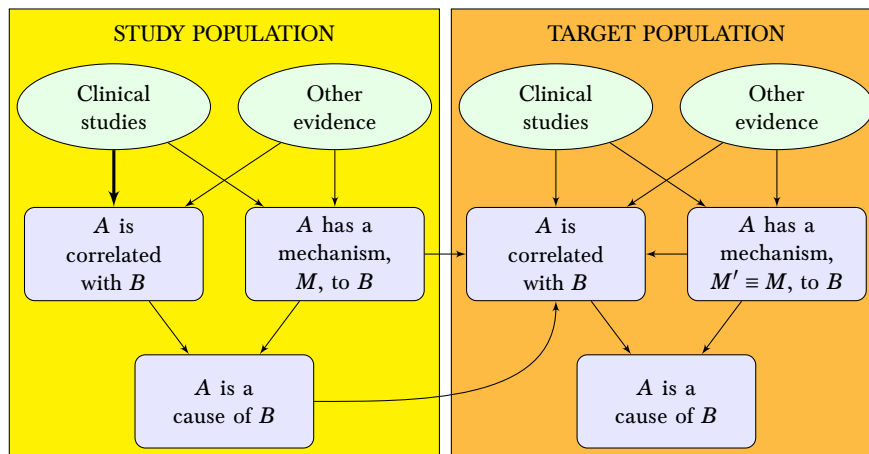 STUDY POPULATION
Clinical
studies
Other
evidence
A is
correlated
with B
A has a
mechanism,
M, to B
A is a
cause of B
TARGET POPULATION
Clinical
studies
Other
evidence
A is
correlated
with B
A has a
mechanism,
M′ ≡ M, to B
A is a
cause of B